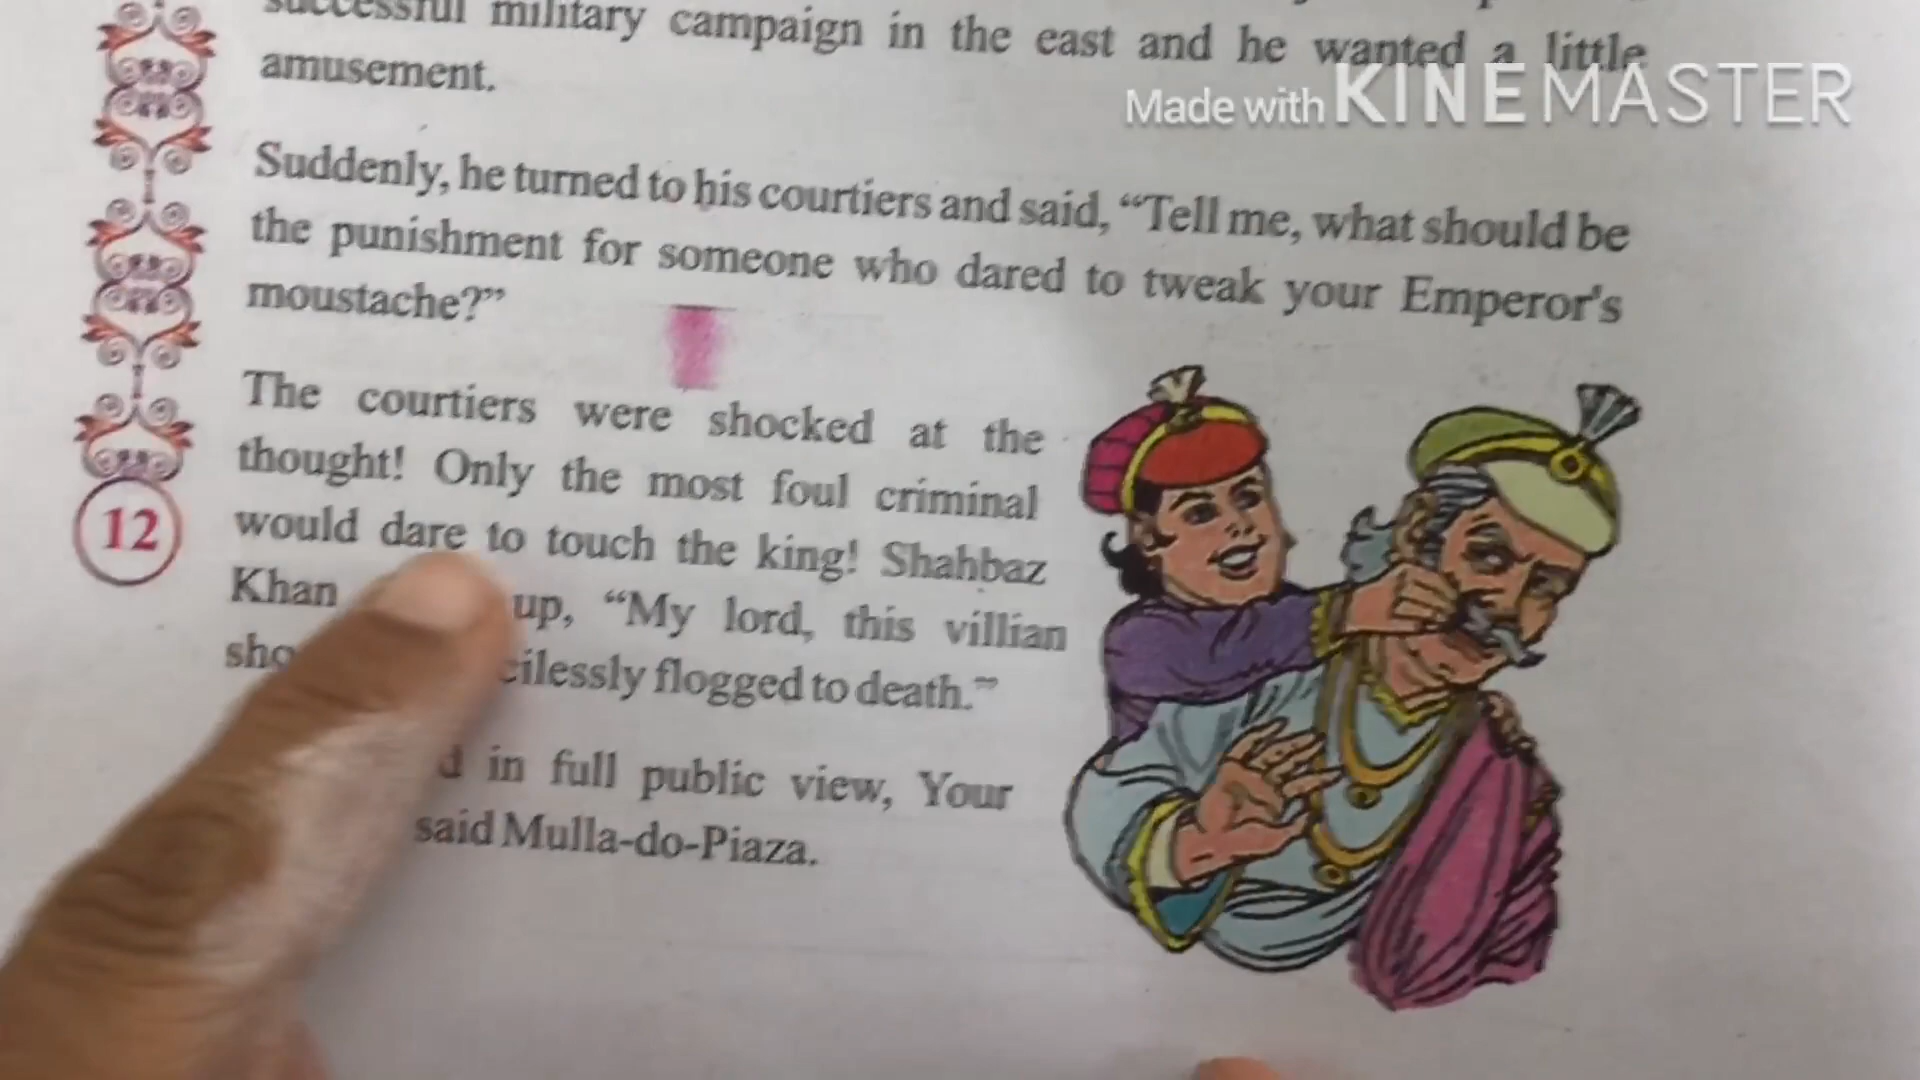 successful military campaign in the east and he wanted a little
amusement.
Made with KINEMASTER
Suddenly, he turned to his courtiers and said, “Tell me, what should be
the punishment for someone who dared to tweak your Emperor's
moustache?”
The courtiers were shocked at the
thought! Only the most foul criminal
would dare to touch the king! Shahbaz
Khan up, “My lord, this villian
flogged to death.”
in full public view, Your
said Mulla-do-Piaza.
12